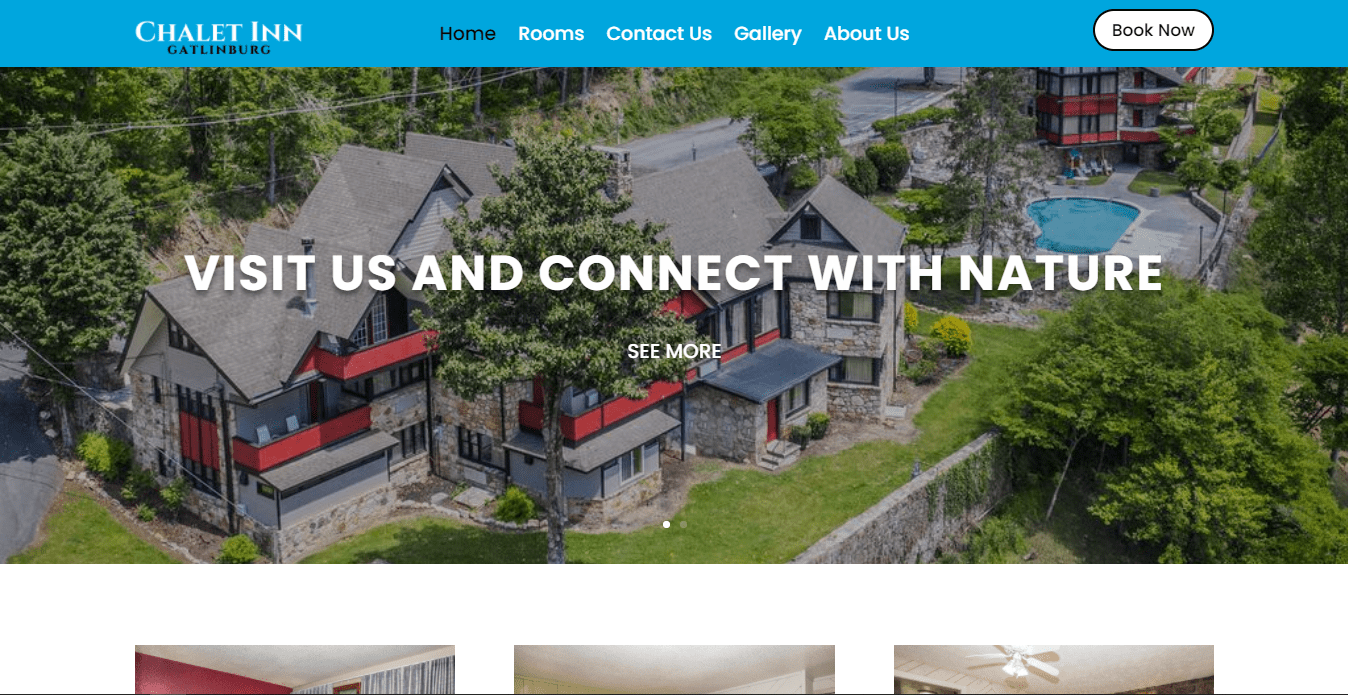 CHALET INN
GATLINBURG
Home Rooms Contact Us Gallery About Us
Book Now
VISIT US AND CONNECT WITH NATURE
SEE MORE